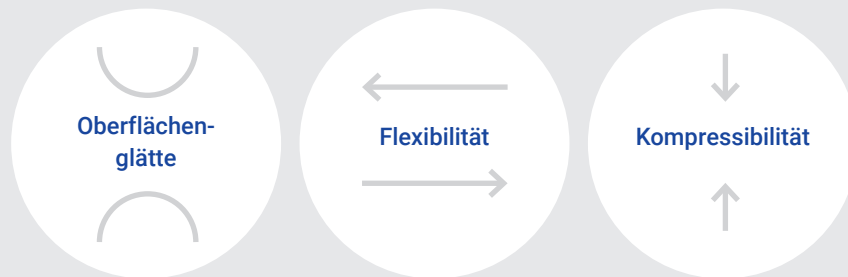 Oberflächen-
glätte
Flexibilität
Kompressibilität